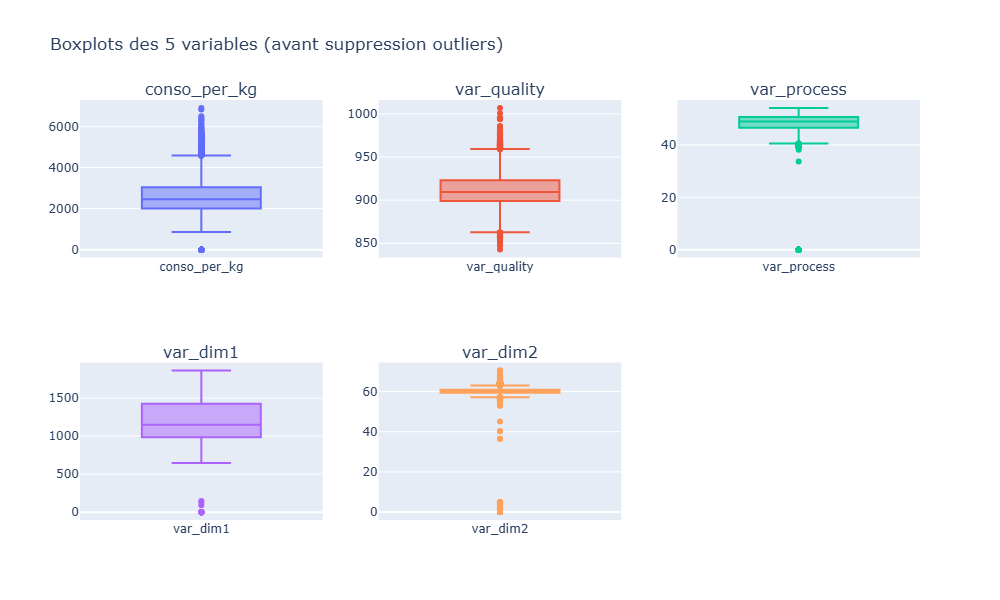 Boxplots des 5 variables (avant suppression outliers)
conso_per_kg
var_quality
var_process
6000
4000
2000
0
1000
950
900
850
40
20
0
conso_per_kg
var_quality
var_process
var_dim1
var_dim2
1500
1000
500
0
60
40
20
0
var_dim1
var_dim2